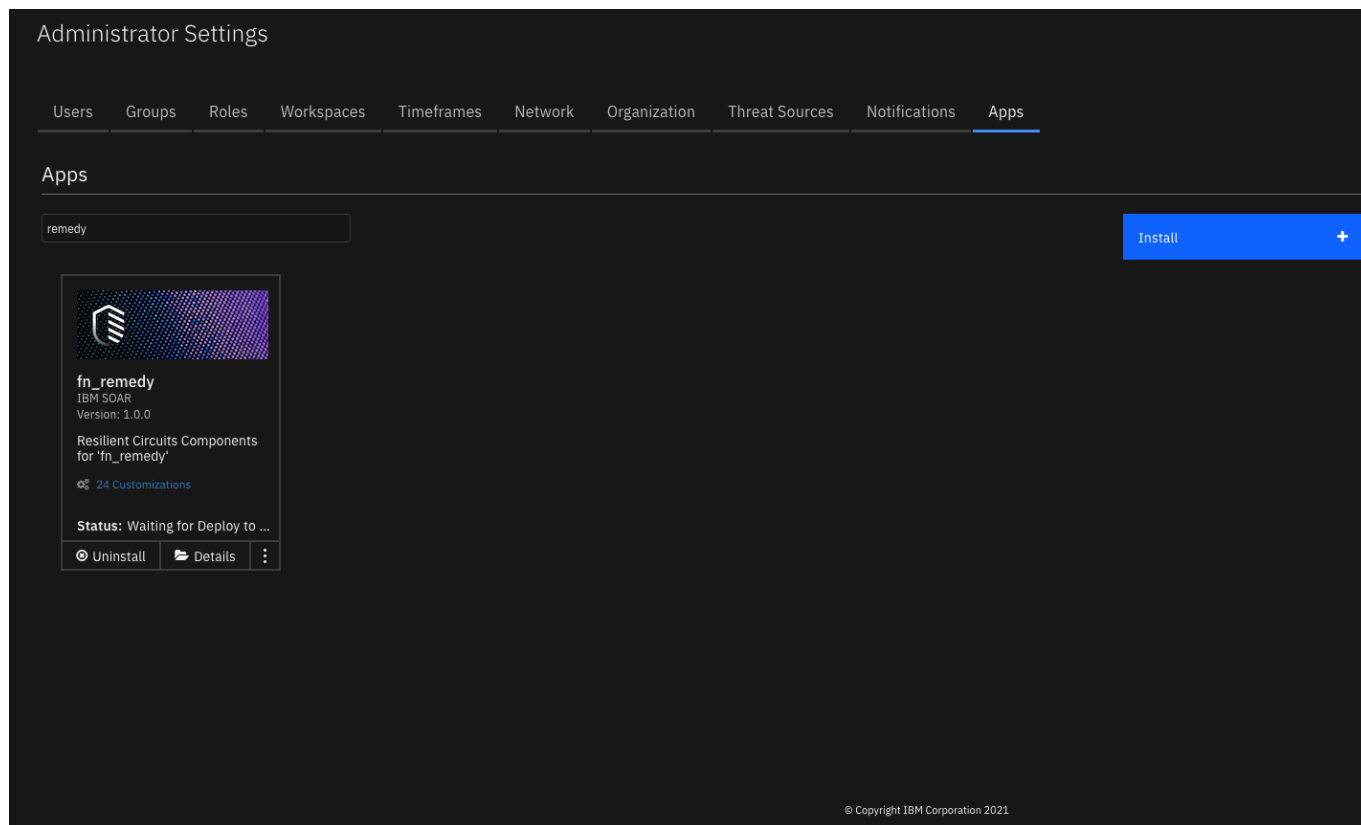 Administrator Settings
Users Groups Roles Workspaces Timeframes Network Organization Threat Sources Notifications Apps
Apps
remedy
Install
fn_remedy
IBM SOAR
Version: 1.0.0
Resilient Circuits Components
for 'fn_remedy'
24 Customizations
Status: Waiting for Deploy to ...
Uninstall Details
© Copyright IBM Corporation 2021